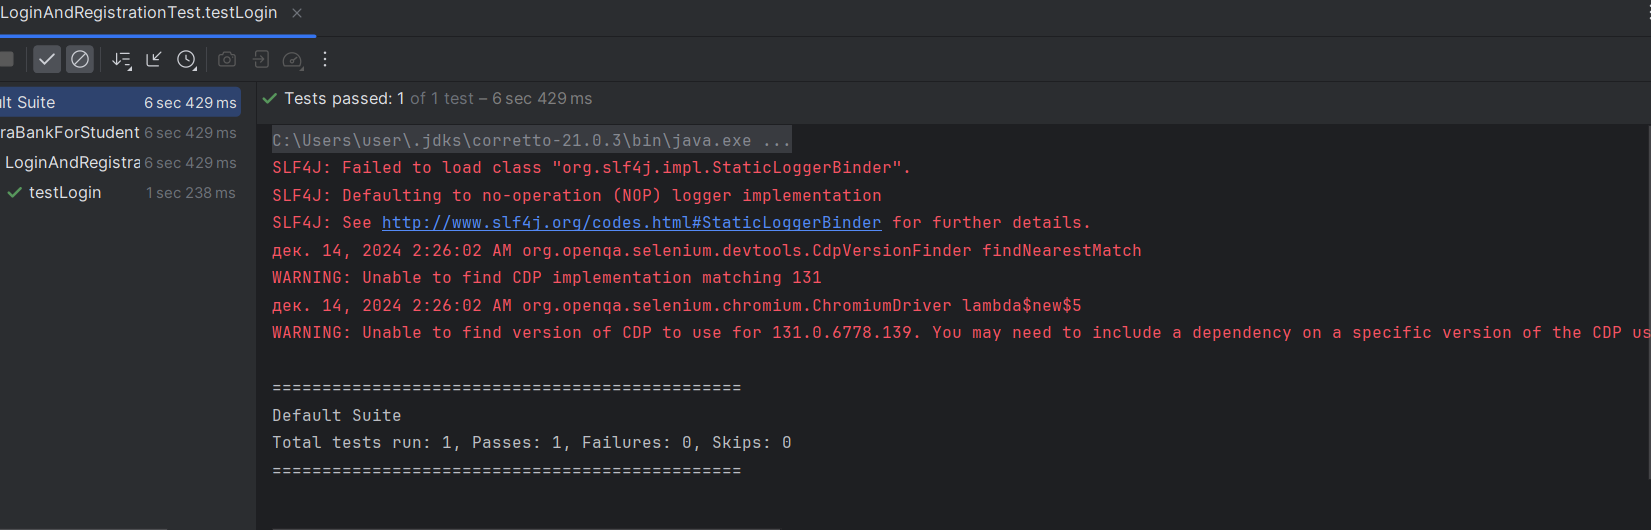 LoginAndRegistrationTest.testLogin
Tests passed: 1 of 1 test – 6 sec 429 ms
lt Suite 6 sec 429 ms
raBankForStudent 6 sec 429 ms
LoginAndRegistra 6 sec 429 ms
testLogin 1 sec 238 ms
C:\Users\user\.jdks\corretto-21.0.3\bin\java.exe ...
SLF4J: Failed to load class "org.slf4j.impl.StaticLoggerBinder".
SLF4J: Defaulting to no-operation (NOP) logger implementation
SLF4J: See http://www.slf4j.org/codes.html#StaticLoggerBinder for further details.
дек. 14, 2024 2:26:02 AM org.openqa.selenium.devtools.CdpVersionFinder findNearestMatch
WARNING: Unable to find CDP implementation matching 131
дек. 14, 2024 2:26:02 AM org.openqa.selenium.chromium.ChromiumDriver lambda$new$5
WARNING: Unable to find version of CDP to use for 131.0.6778.139. You may need to include a dependency on a specific version of the CDP us
===============================================
Default Suite
Total tests run: 1, Passes: 1, Failures: 0, Skips: 0
===============================================